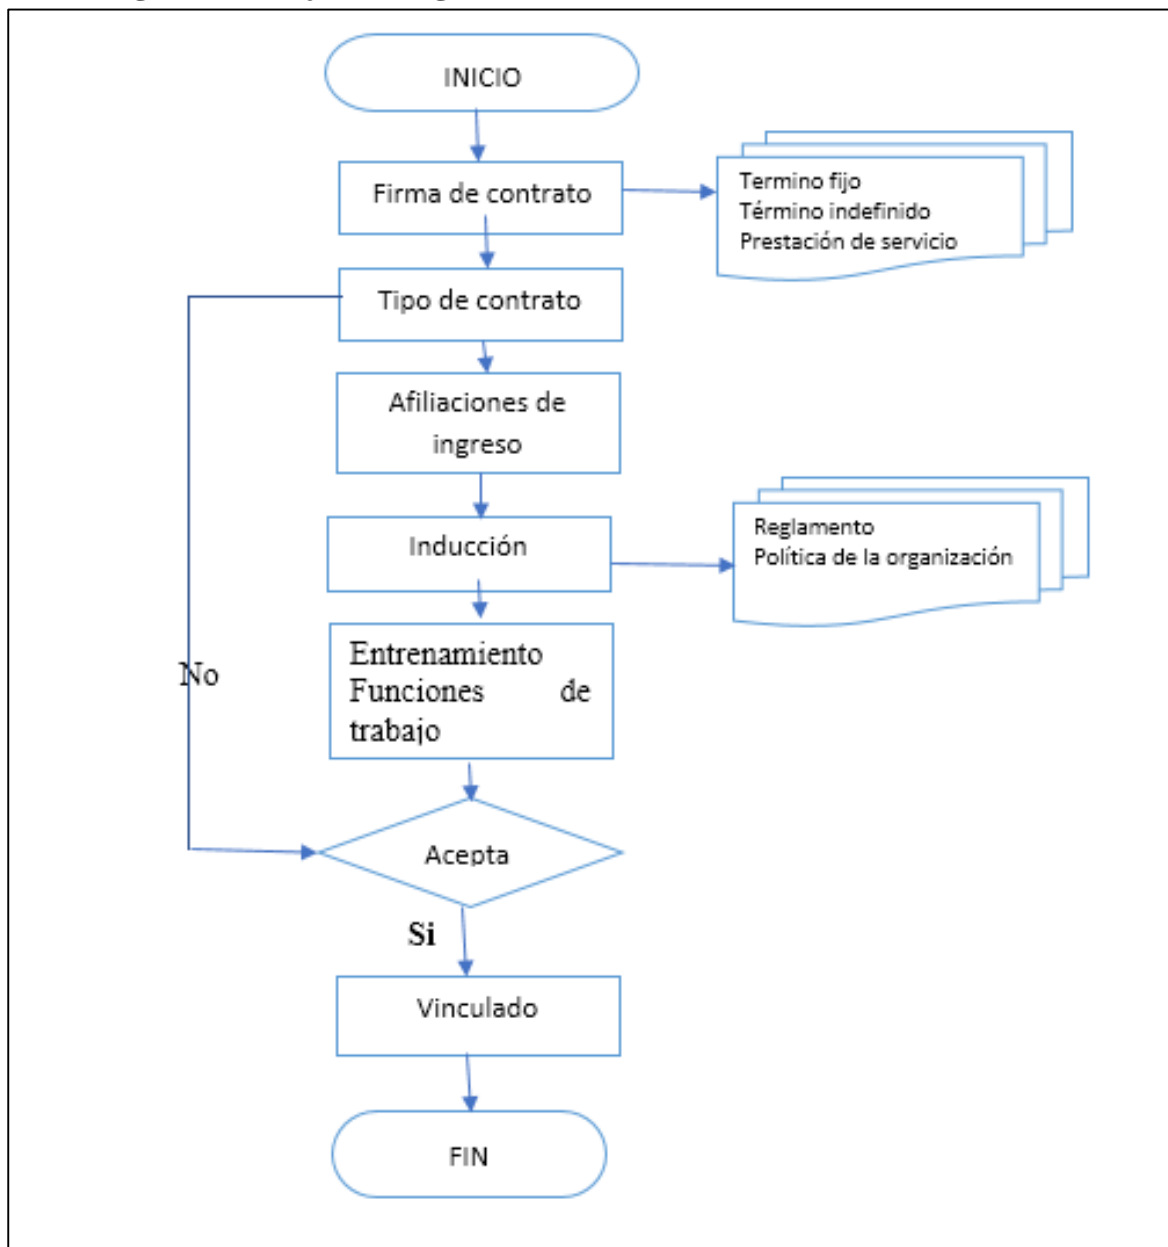 INICIO
Firma de contrato
Termino fijo
Término indefinido
Prestación de servicio
Tipo de contrato
Afiliaciones de
ingreso
Inducción
Reglamento
Política de la organización
Entrenamiento
Funciones de
trabajo
No
Acepta
Si
Vinculado
FIN